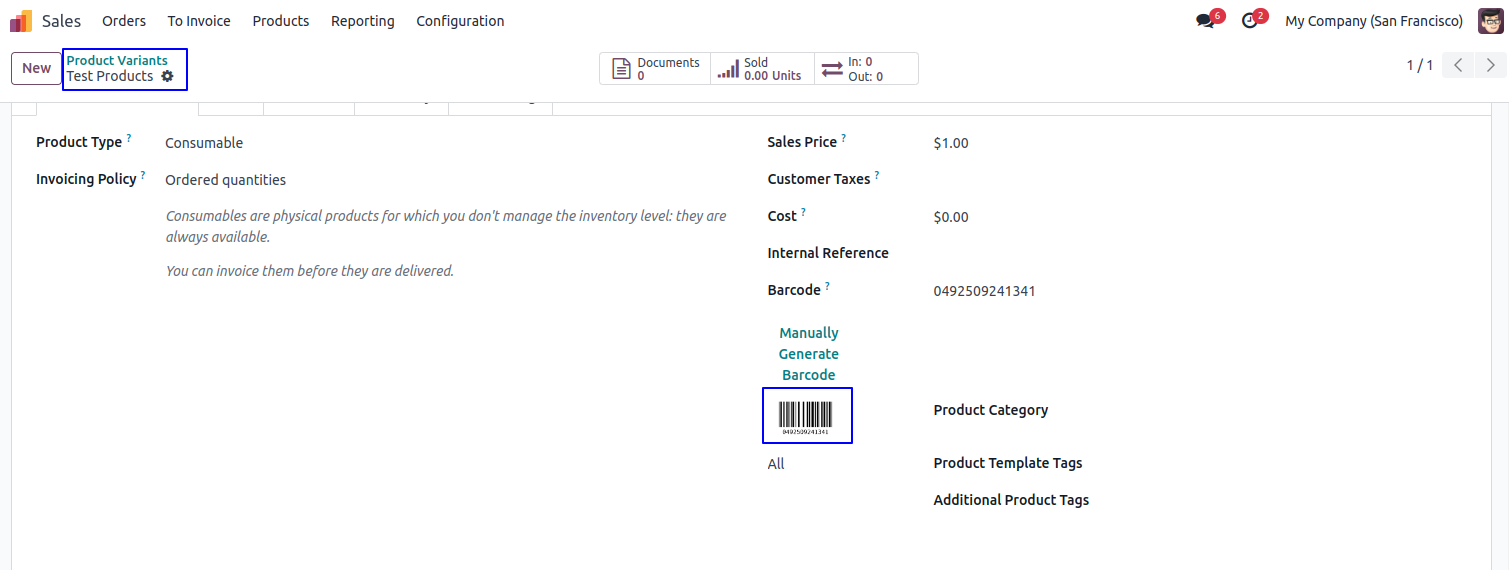 Sales Orders To Invoice Products Reporting Configuration 6 2 My Company (San Francisco)
New Product Variants Documents Sold In: 0 1 / 1
Test Products 0 0.00 Units Out: 0
Product Type ? Consumable
Invoicing Policy ? Ordered quantities
Consumables are physical products for which you don't manage the inventory level: they are
always available.
You can invoice them before they are delivered.
Sales Price ? $1.00
Customer Taxes ?
Cost ? $0.00
Internal Reference
Barcode ? 0492509241341
Manually
Generate
Barcode
0492509241341
Product Category
All
Product Template Tags
Additional Product Tags